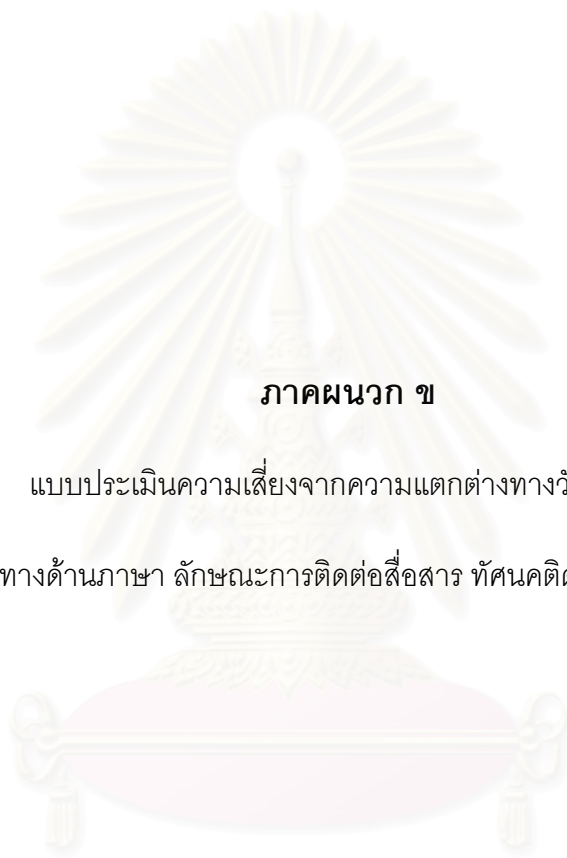 ภาคผนวก ข
แบบประเมินความเสี่ยงจากความแตกต่างทาง
ทางด้านภาษา ลักษณะการติดต่อสื่อสาร ทัศนคติ